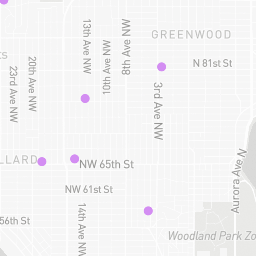 GREENWOOD
13th Ave NW
8th Ave NW
10th Ave NW
20th Ave NW
23rd Ave NW
N 81st St
3rd Ave NW
LLARD
NW 65th St
NW 61st St
Aurora Ave N
14th Ave NW
56th St
Woodland Park Zo